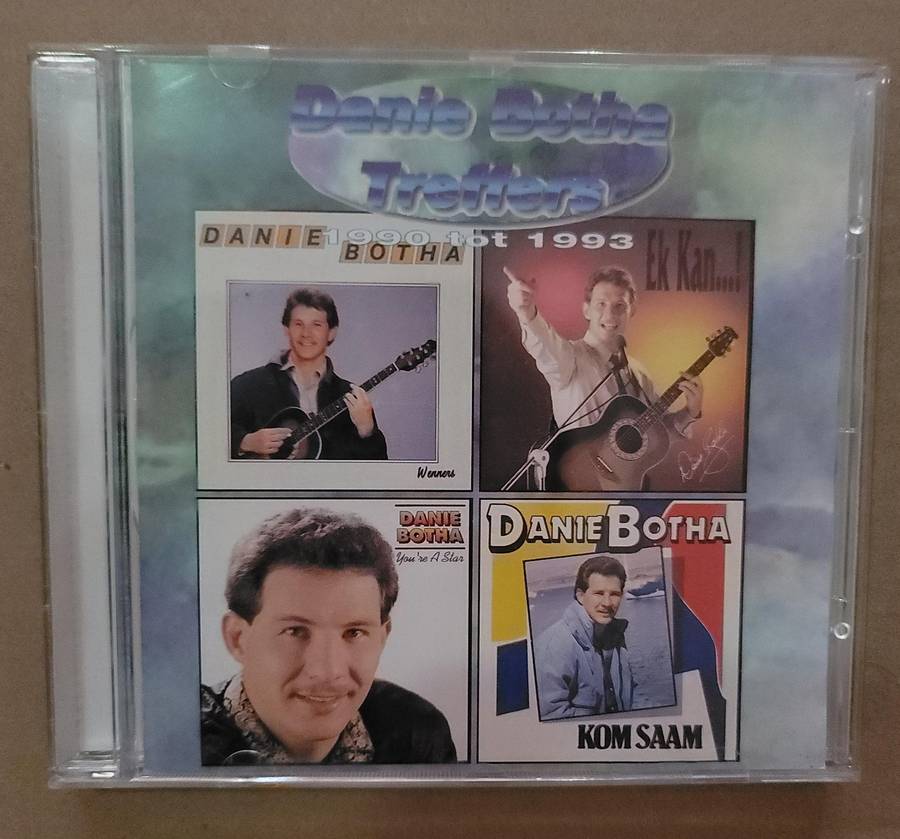 Danie Botha
Treffers
1990 tot 1993
DANIE
BOTHA
Wenners
Ek Kan...!
DANIE
BOTHA
You're A Star
DANIE BOTHA
KOM SAAM